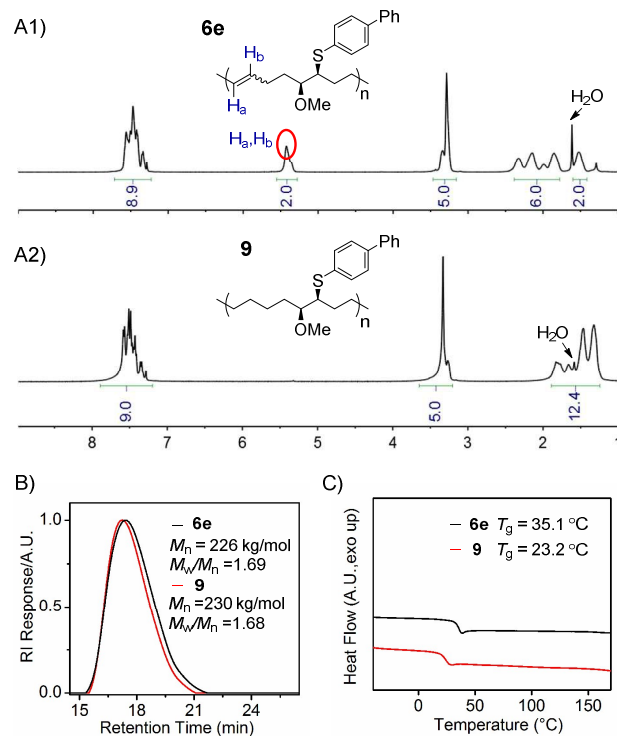 A1)
6e
Ph
S
Hb
Ha
OMe
n
H2O
Ha,Hb
8.9
2.0
5.0
6.0
2.0
A2)
9
Ph
S
OMe
n
H2O
9.0
5.0
12.4
8 7 6 5 4 3 2 1
B)
RI Response/A.U.
1.0
0.5
0.0
— 6e
Mn = 226 kg/mol
Mw/Mn = 1.69
— 9
Mn =230 kg/mol
Mw/Mn = 1.68
15 18 21 24
Retention Time (min)
C)
Heat Flow (A.U.,exo up)
— 6e Tg = 35.1 °C
— 9 Tg = 23.2 °C
0 50 100 150
Temperature (°C)